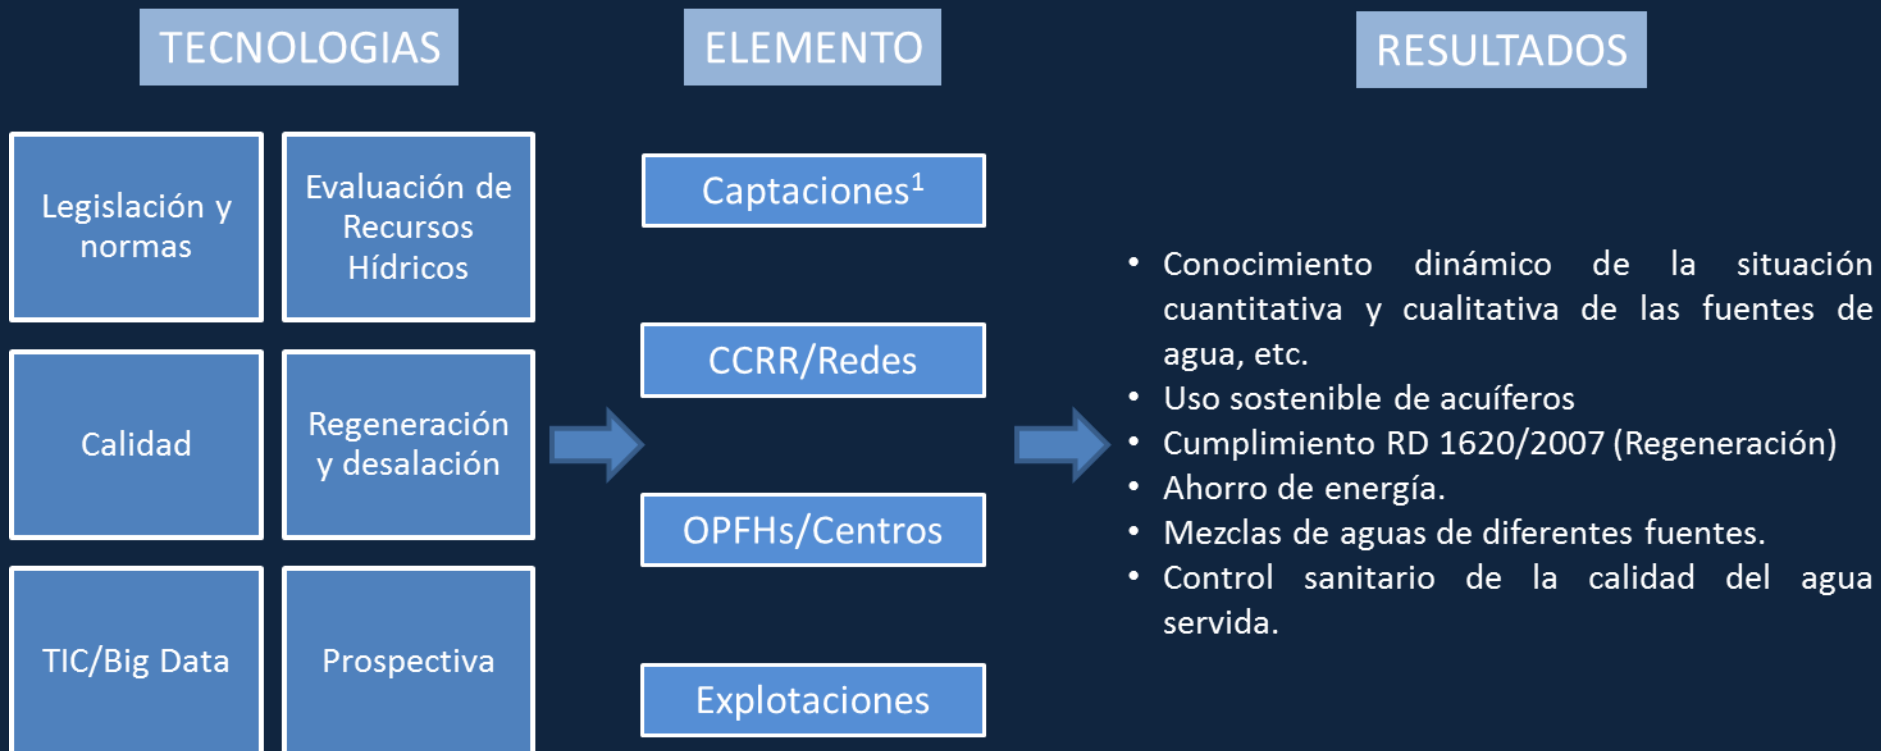 TECNOLOGIAS
ELEMENTO
RESULTADOS
Legislación y
normas
Evaluación de
Recursos
Hídricos
Calidad
Regeneración
y desalación
TIC/Big Data
Prospectiva
Captaciones¹
CCRR/Redes
OPFHs/Centros
Explotaciones
• Conocimiento dinámico de la situación
cuantitativa y cualitativa de las fuentes de
agua, etc.
• Uso sostenible de acuíferos
• Cumplimiento RD 1620/2007 (Regeneración)
• Ahorro de energía.
• Mezclas de aguas de diferentes fuentes.
• Control sanitario de la calidad del agua
servida.